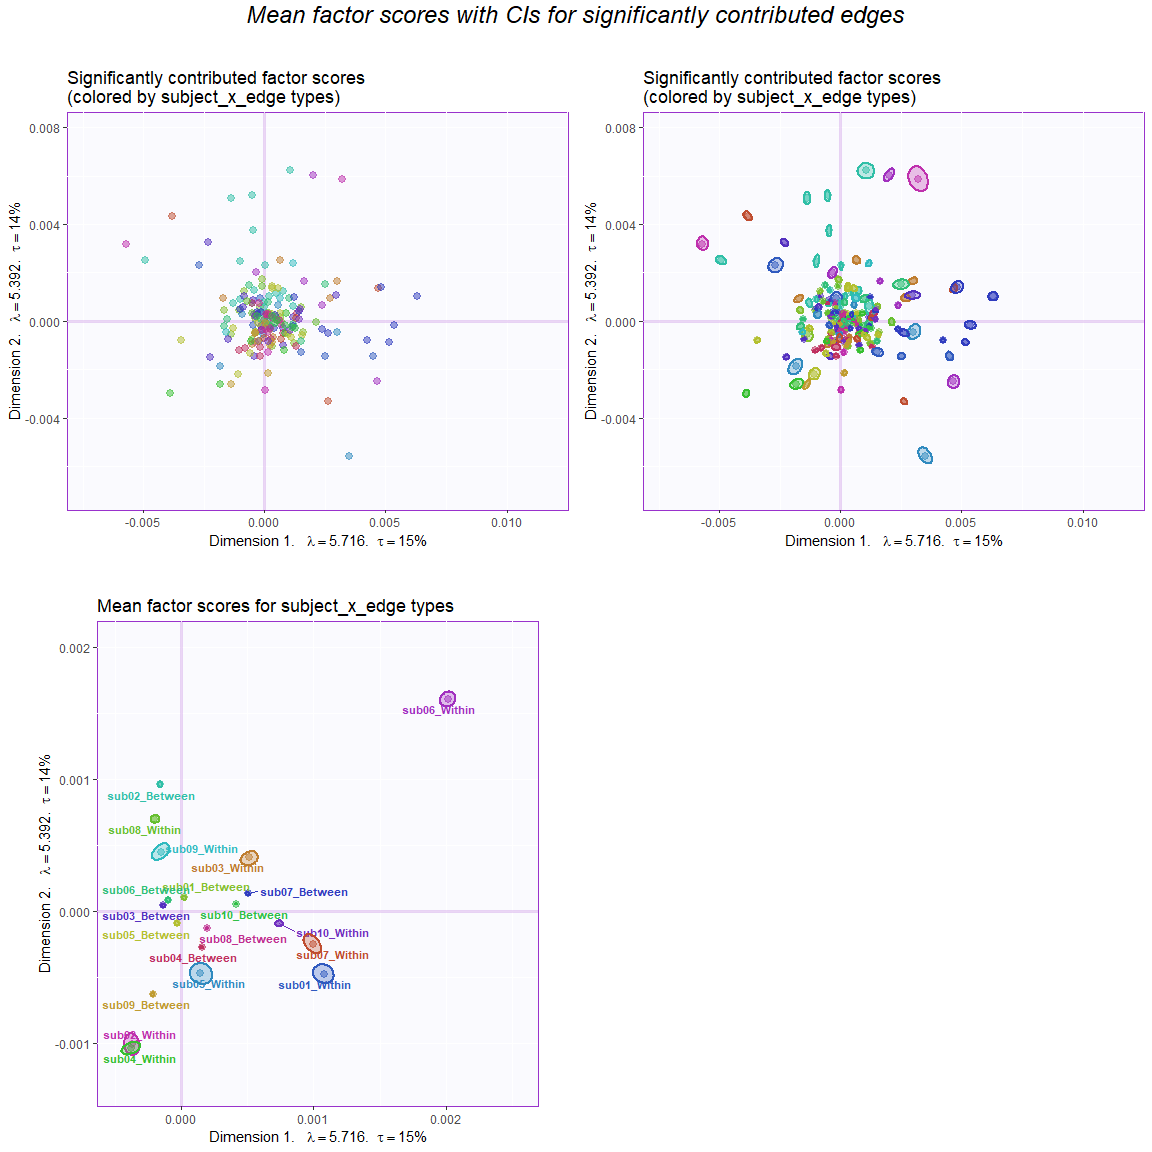 Mean factor scores with CIs for significantly contributed edges
Significantly contributed factor scores
(colored by subject_x_edge types)
0.008
0.004
0.000
-0.004
Dimension 2. λ = 5.392. τ = 14%
-0.005
0.000
0.005
0.010
Dimension 1. λ = 5.716. τ = 15%
Significantly contributed factor scores
(colored by subject_x_edge types)
0.008
0.004
0.000
-0.004
Dimension 2. λ = 5.392. τ = 14%
-0.005
0.000
0.005
0.010
Dimension 1. λ = 5.716. τ = 15%
Mean factor scores for subject_x_edge types
0.002
0.001
0.000
-0.001
Dimension 2. λ = 5.392. τ = 14%
sub06_Within
sub02_Between
sub08_Within
sub09_Within
sub03_Within
sub01_Between
sub06_Between
sub07_Between
sub03_Between
sub10_Between
sub05_Between
sub10_Within
sub08_Between
sub04_Between
sub07_Within
sub05_Within
sub01_Within
sub09_Between
sub02_Within
sub04_Within
0.000
0.001
0.002
Dimension 1. λ = 5.716. τ = 15%